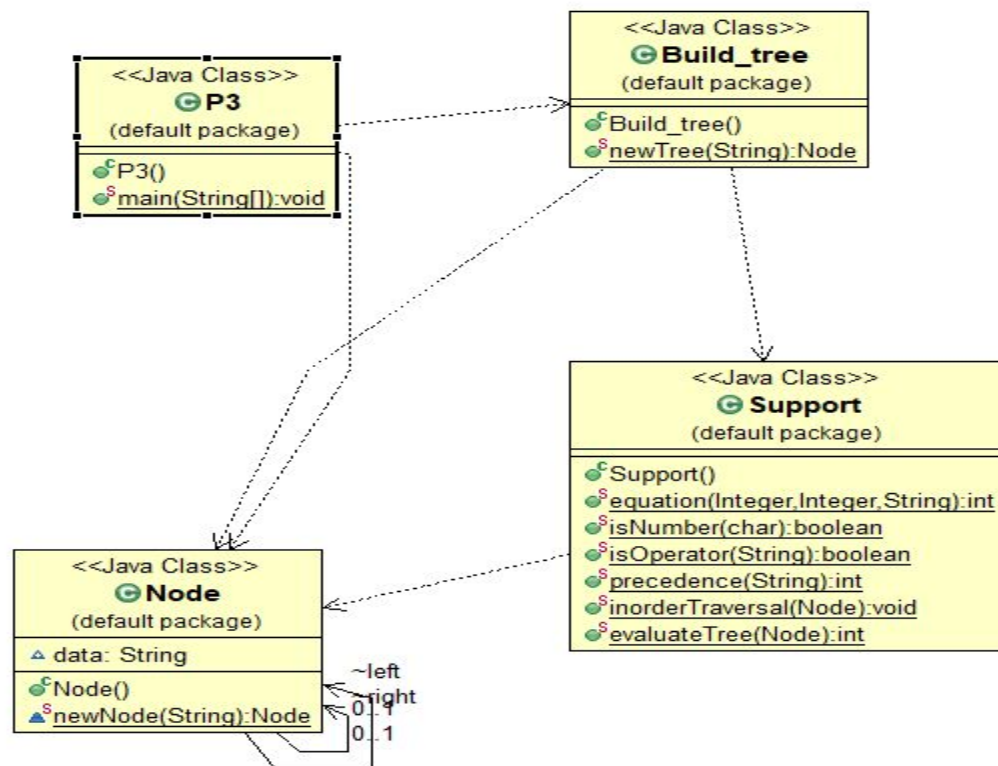 <<Java Class>>
P3
(default package)
P3()
main(String[]):void
<<Java Class>>
Build_tree
(default package)
Build_tree()
newTree(String):Node
<<Java Class>>
Support
(default package)
Support()
equation(Integer,Integer,String):int
isNumber(char):boolean
isOperator(String):boolean
precedence(String):int
inorderTraversal(Node):void
evaluateTree(Node):int
<<Java Class>>
Node
(default package)
data: String
Node()
newNode(String):Node
~left
~right
0..1
0..1